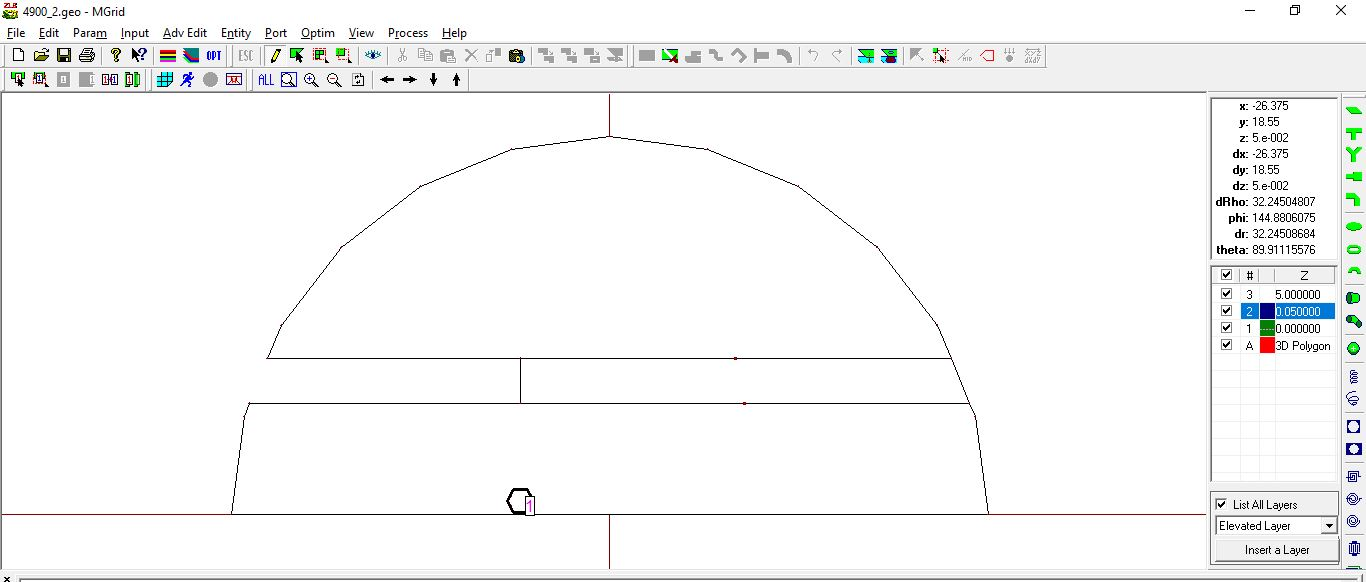 4900_2.geo - MGrid
File Edit Param Input Adv Edit Entity Port Optim View Process Help
OPT ESC
ALL
x: -26.375
y: 18.55
z: 5.e-002
dx: -26.375
dy: 18.55
dz: 5.e-002
dRho: 32.24504807
phi: 144.8806075
dr: 32.24508684
theta: 89.91115576
# Z
3 5.000000
2 0.050000
1 0.000000
A 3D Polygon
1
List All Layers
Elevated Layer
Insert a Layer